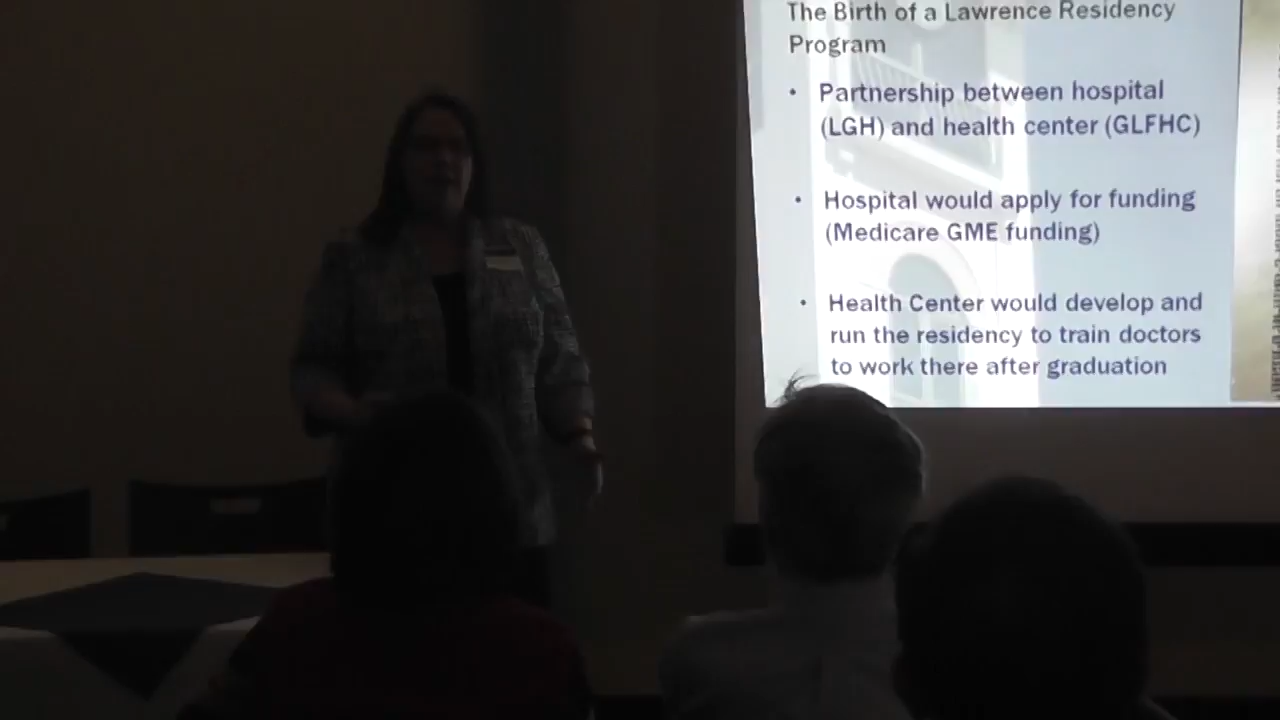 The Birth of a Lawrence Residency
Program
• Partnership between hospital
(LGH) and health center (GLFHC)
• Hospital would apply for funding
(Medicare GME funding)
• Health Center would develop and
run the residency to train doctors
to work there after graduation